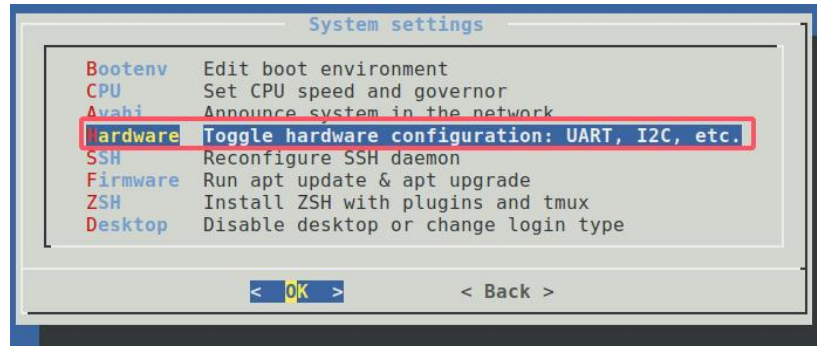 System settings
Bootenv Edit boot environment
CPU Set CPU speed and governor
Avahi Announce system in the network
Hardware Toggle hardware configuration: UART, I2C, etc.
SSH Reconfigure SSH daemon
Firmware Run apt update & apt upgrade
ZSH Install ZSH with plugins and tmux
Desktop Disable desktop or change login type
< OK > < Back >